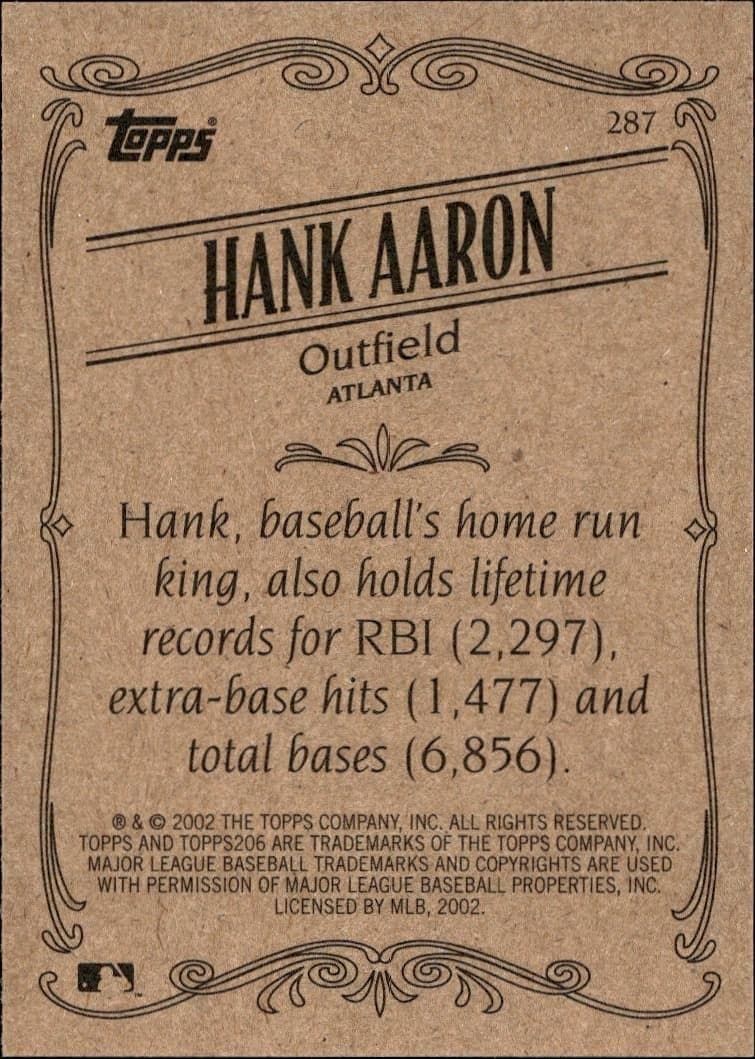 Topps®
287
HANK AARON
Outfield
ATLANTA
Hank, baseball's home run
king, also holds lifetime
records for RBI (2,297),
extra-base hits (1,477) and
total bases (6,856).
® & © 2002 THE TOPPS COMPANY, INC. ALL RIGHTS RESERVED.
TOPPS AND TOPPS206 ARE TRADEMARKS OF THE TOPPS COMPANY, INC.
MAJOR LEAGUE BASEBALL TRADEMARKS AND COPYRIGHTS ARE USED
WITH PERMISSION OF MAJOR LEAGUE BASEBALL PROPERTIES, INC.
LICENSED BY MLB, 2002.
™